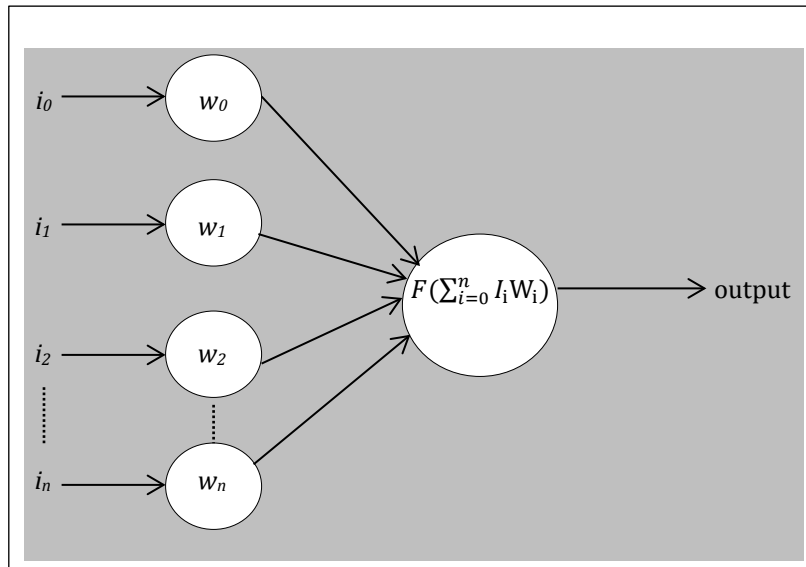 i₀ w₀
i₁ w₁
F(∑ⁿᵢ₌₀ IᵢWᵢ) output
i₂ w₂
iₙ wₙ